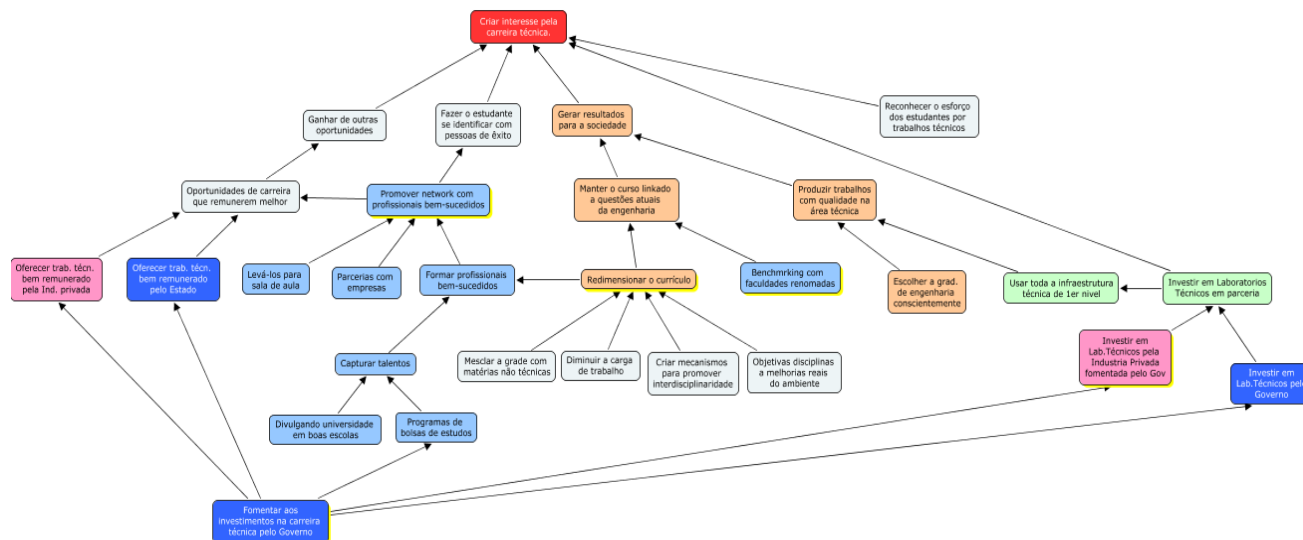 Criar interesse pela
carreira técnica.
Ganhar de outras
oportunidades
Fazer o estudante
se identificar com
pessoas de êxito
Gerar resultados
para a sociedade
Reconhecer o esforço
dos estudantes por
trabalhos técnicos
Oportunidades de carreira
que remunerem melhor
Promover network com
profissionais bem-sucedidos
Manter o curso linkado
a questões atuais
da engenharia
Produzir trabalhos
com qualidade na
área técnica
Oferecer trab. técn.
bem remunerado
pela Ind. privada
Oferecer trab. técn.
bem remunerado
pelo Estado
Levá-los para
sala de aula
Parcerias com
empresas
Formar profissionais
bem-sucedidos
Redimensionar o currículo
Benchmrking com
faculdades renomadas
Escolher a grad.
de engenharia
conscientemente
Usar toda a infraestrutura
técnica de 1er nivel
Investir em Laboratorios
Técnicos em parceria
Capturar talentos
Mesclar a grade com
matérias não técnicas
Diminuir a carga
de trabalho
Criar mecanismos
para promover
interdisciplinaridade
Objetivas disciplinas
a melhorias reais
do ambiente
Investir em
Lab.Técnicos pela
Industria Privada
fomentada pelo Gov
Investir em
Lab.Técnicos pelo
Governo
Divulgando universidade
em boas escolas
Programas de
boisas de estudos
Fomentar aos
investimentos na carreira
técnica pelo Governo